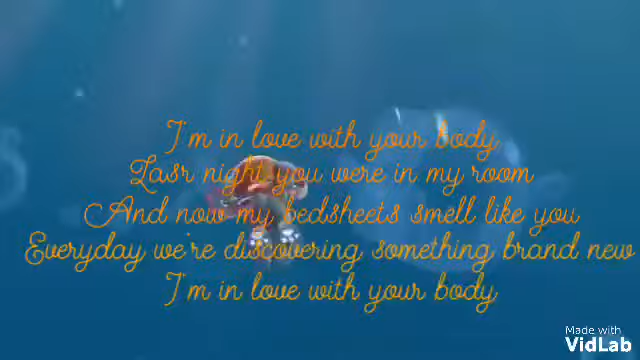 I'm in love with your body
Lasr night you were in my room
And now my bedsheets smell like you
Everyday we're discovering something brand new
I'm in love with your body
Made with
VidLab